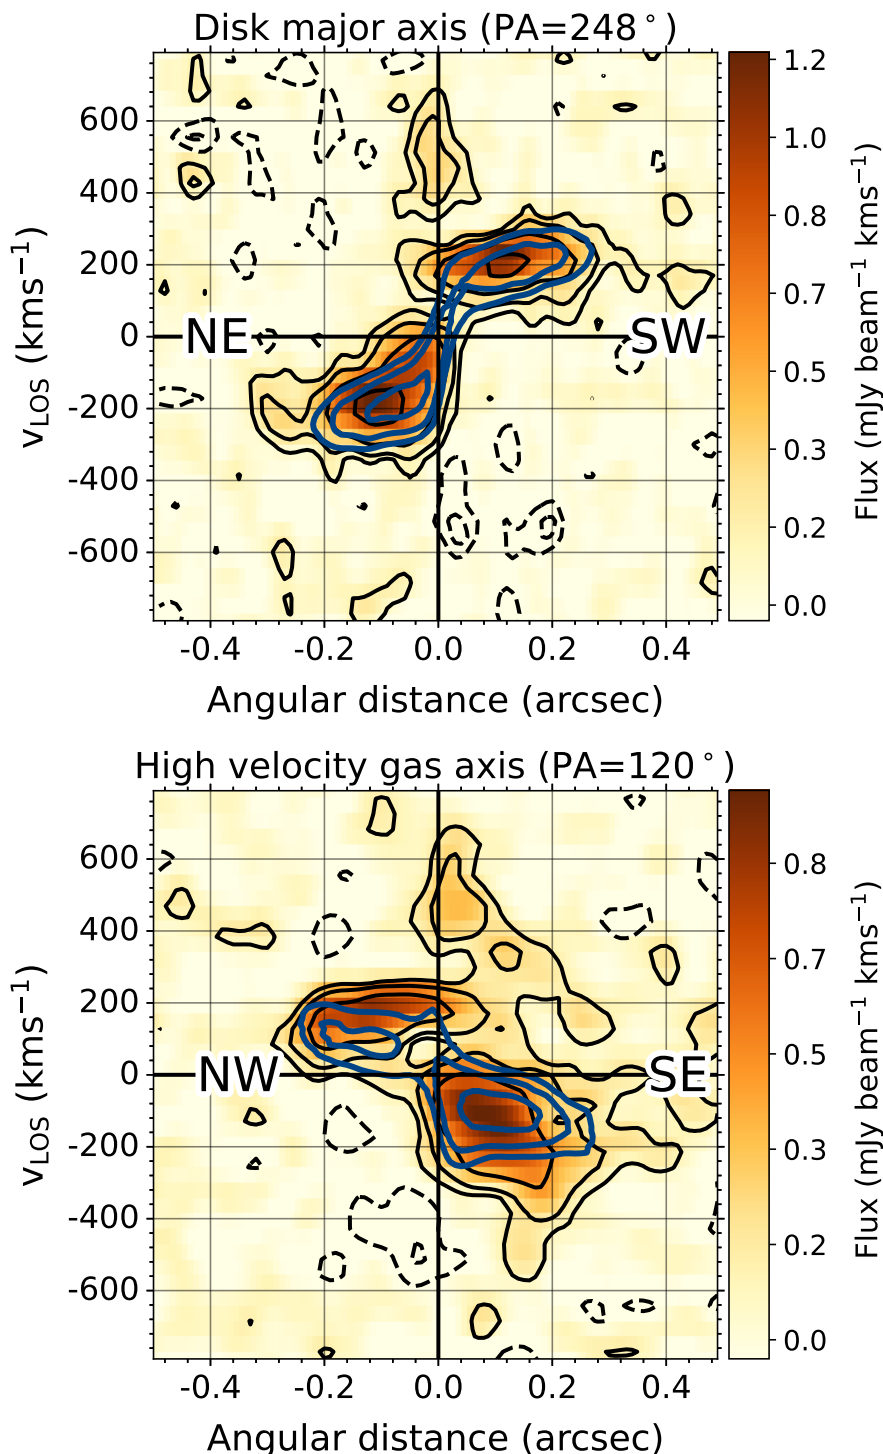 Disk major axis (PA=248°)
600
400
200
0
-200
-400
-600
NE
SW
v_LOS (kms⁻¹)
-0.4 -0.2 0.0 0.2 0.4
Angular distance (arcsec)
1.2
1.0
0.8
0.7
0.5
0.3
0.2
0.0
Flux (mJy beam⁻¹ kms⁻¹)
High velocity gas axis (PA=120°)
600
400
200
0
-200
-400
-600
NW
SE
v_LOS (kms⁻¹)
-0.4 -0.2 0.0 0.2 0.4
Angular distance (arcsec)
0.8
0.7
0.5
0.3
0.2
0.0
Flux (mJy beam⁻¹ kms⁻¹)